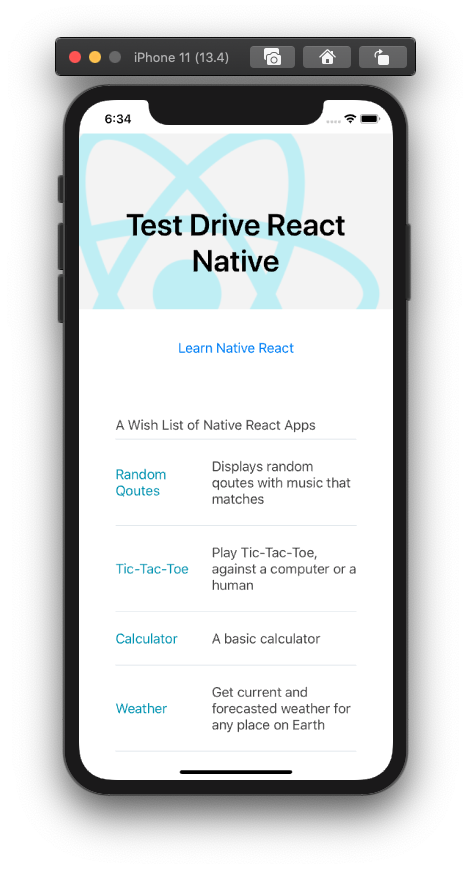 iPhone 11 (13.4)
6:34
Test Drive React
Native
Learn Native React
A Wish List of Native React Apps
Random
Qoutes
Displays random
qoutes with music that
matches
Tic-Tac-Toe
Play Tic-Tac-Toe,
against a computer or a
human
Calculator
A basic calculator
Weather
Get current and
forecasted weather for
any place on Earth